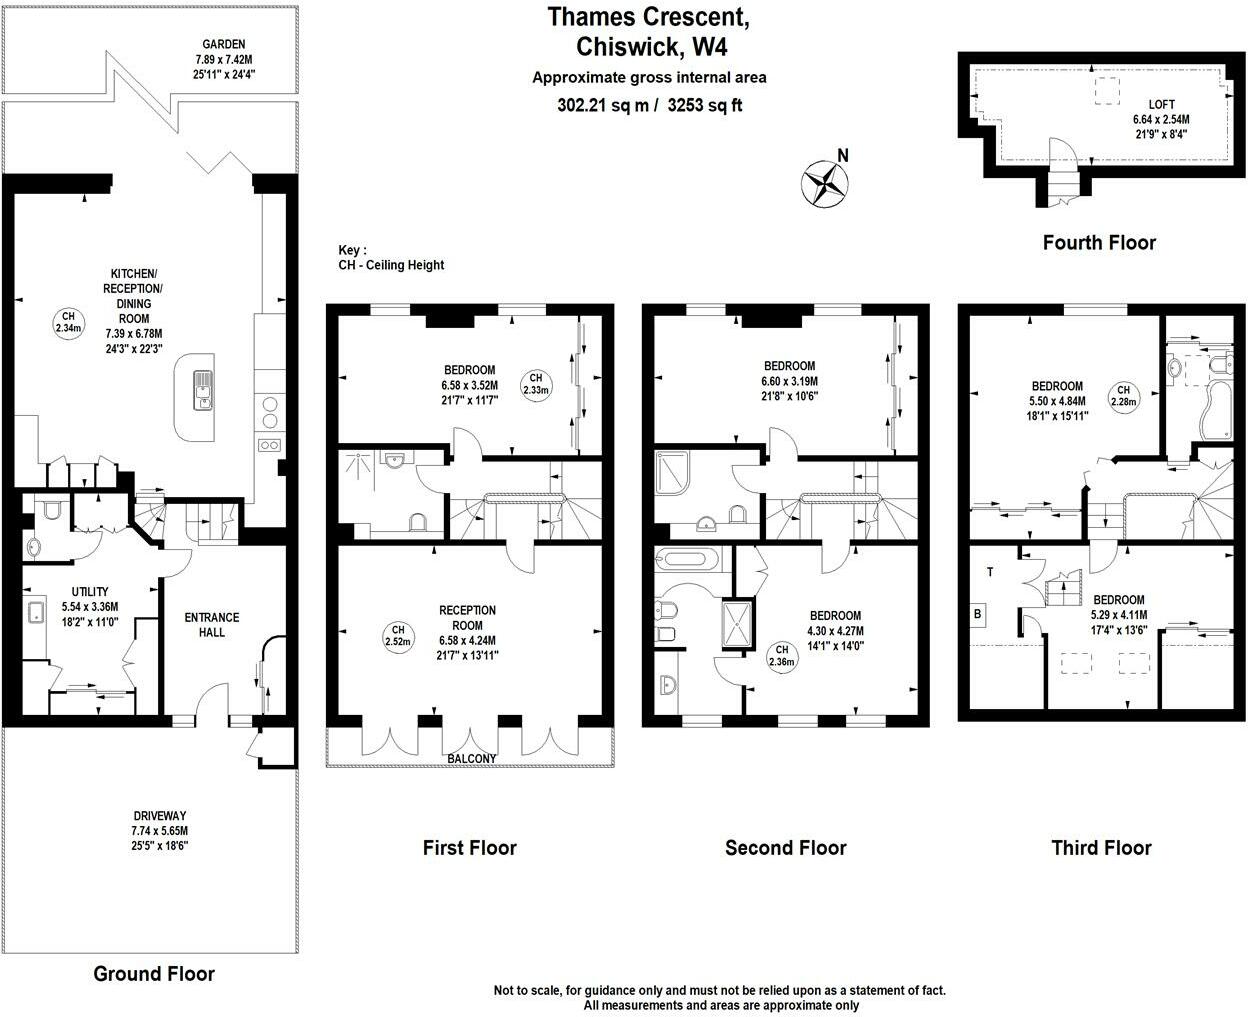 Thames Crescent,
Chiswick, W4
Approximate gross internal area
302.21 sq m / 3253 sq ft
N
Key :
CH - Ceiling Height
GARDEN
7.89 x 7.42M
25'11" x 24'4"
KITCHEN/
RECEPTION/
DINING
ROOM
7.39 x 6.78M
24'3" x 22'3"
CH
2.34m
UTILITY
5.54 x 3.36M
18'2" x 11'0"
ENTRANCE
HALL
DRIVEWAY
7.74 x 5.65M
25'5" x 18'6"
Ground Floor
BEDROOM
6.58 x 3.52M
21'7" x 11'7"
CH
2.33m
RECEPTION
ROOM
6.58 x 4.24M
21'7" x 13'11"
CH
2.52m
BALCONY
First Floor
BEDROOM
6.60 x 3.19M
21'8" x 10'6"
BEDROOM
4.30 x 4.27M
14'1" x 14'0"
CH
2.36m
Second Floor
BEDROOM
5.50 x 4.84M
18'1" x 15'11"
CH
2.28m
T
B
BEDROOM
5.29 x 4.11M
17'4" x 13'6"
Third Floor
LOFT
6.64 x 2.54M
21'9" x 8'4"
Fourth Floor
Not to scale, for guidance only and must not be relied upon as a statement of fact.
All measurements and areas are approximate only